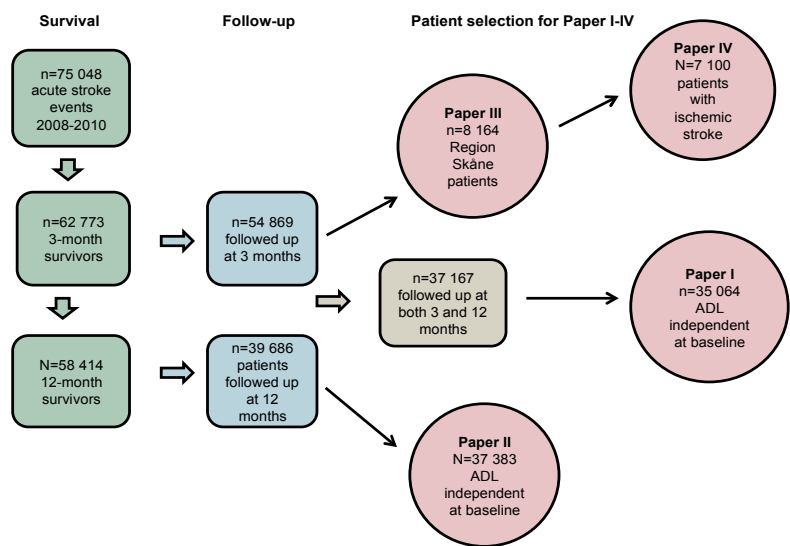 Survival
Follow-up
Patient selection for Paper I-IV
n=75 048
acute stroke
events
2008-2010
n=62 773
3-month
survivors
N=58 414
12-month
survivors
n=54 869
followed up
at 3 months
n=39 686
patients
followed up
at 12
months
n=37 167
followed up at
both 3 and 12
months
Paper III
n=8 164
Region
Skåne
patients
Paper IV
N=7 100
patients
with
ischemic
stroke
Paper I
n=35 064
ADL
independent
at baseline
Paper II
N=37 383
ADL
independent
at baseline